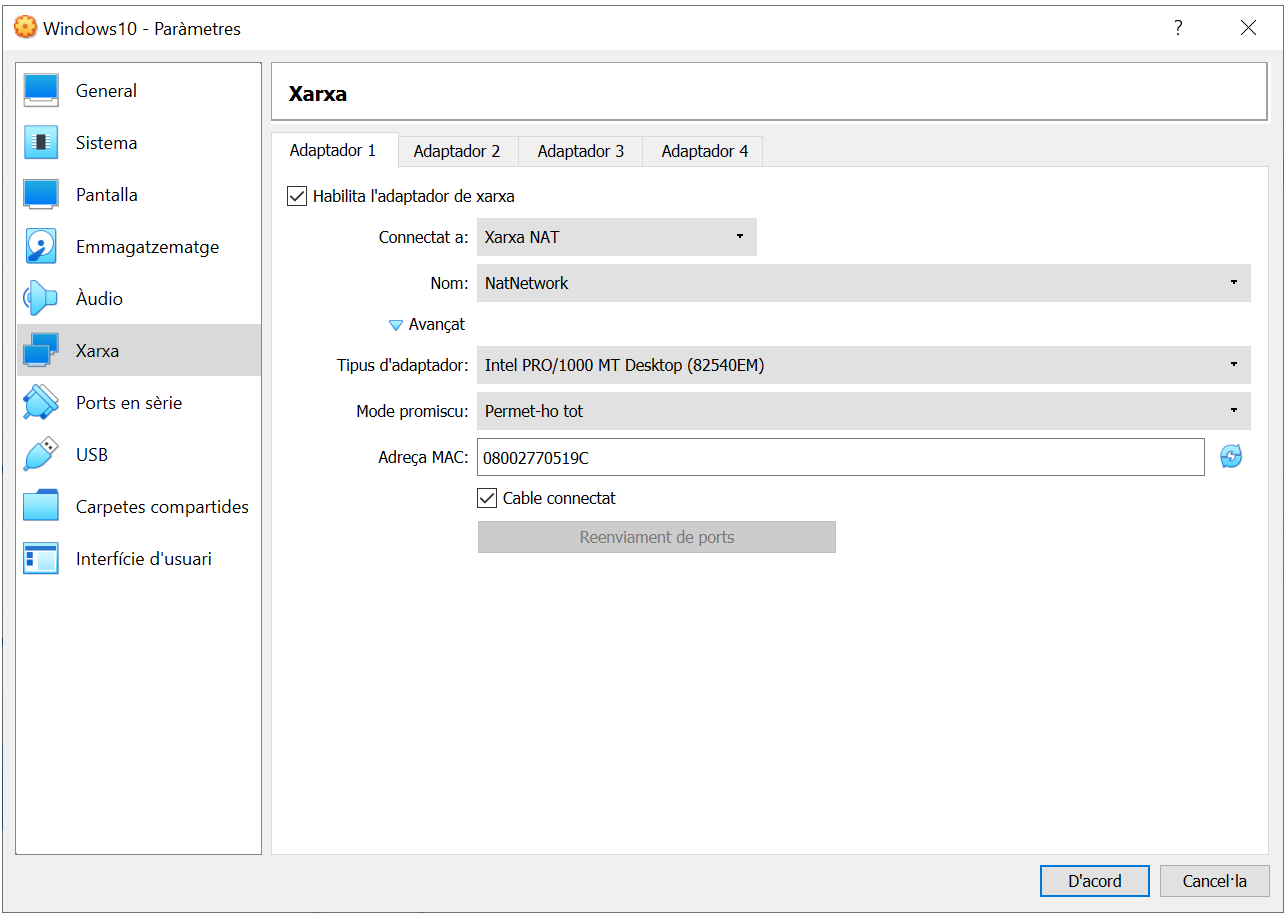 Windows10 - Paràmetres
?
General
Sistema
Pantalla
Emmagatzematge
Àudio
Xarxa
Ports en sèrie
USB
Carpetes compartides
Interfície d'usuari
Xarxa
Adaptador 1 Adaptador 2 Adaptador 3 Adaptador 4
Habilita l'adaptador de xarxa
Connectat a: Xarxa NAT
Nom: NatNetwork
Avançat
Tipus d'adaptador: Intel PRO/1000 MT Desktop (82540EM)
Mode promiscu: Permet-ho tot
Adreça MAC: 08002770519C
Cable connectat
Reenviament de ports
D'acord Cancel·la